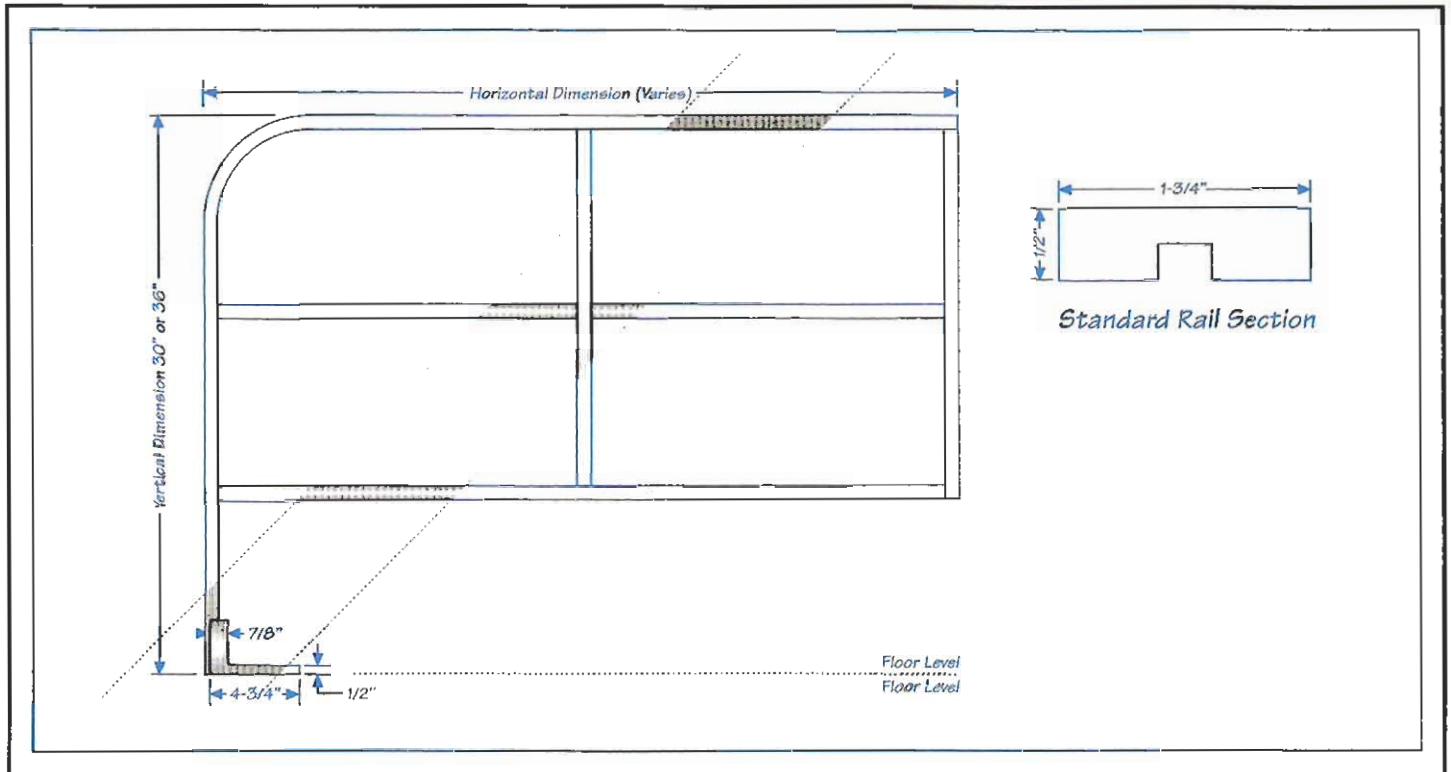 Horizontal Dimension (Varies)
Vertical Dimension 30" or 36"
1-3/4"
1/2"
Standard Rail Section
7/8"
4-3/4"
1/2"
Floor Level
Floor Level